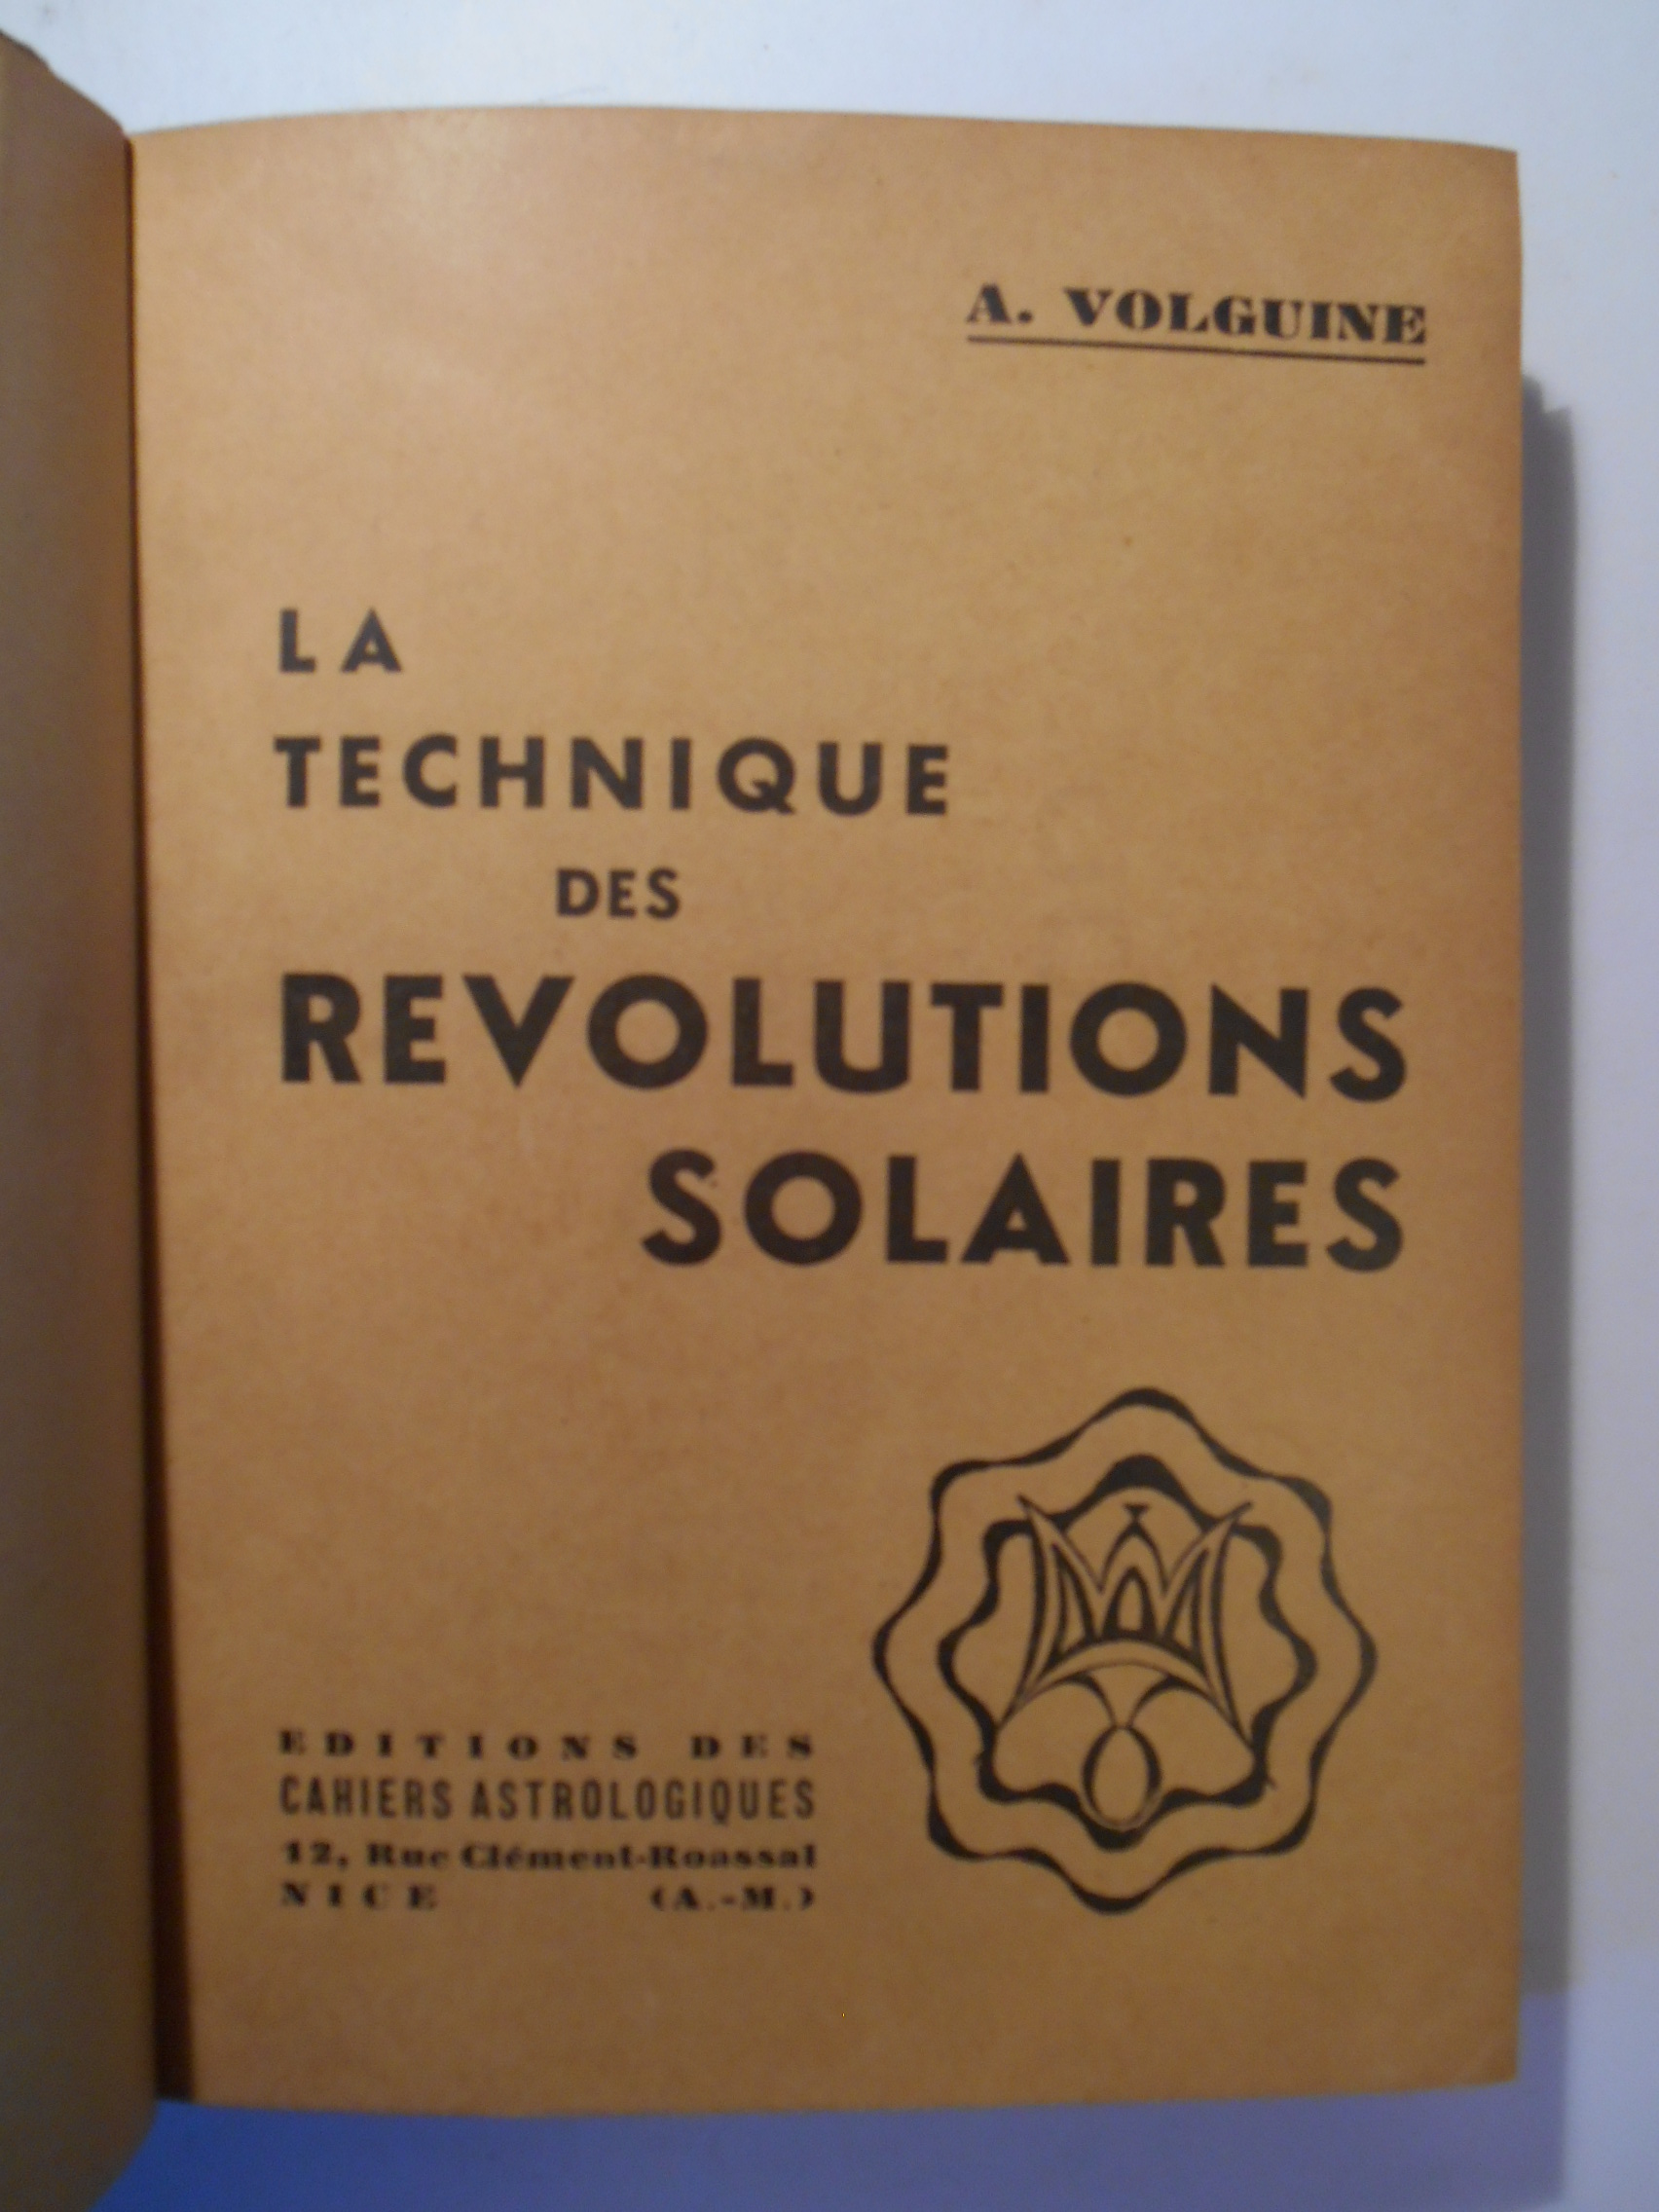 A. VOLGUINE
LA
TECHNIQUE
DES
REVOLUTIONS
SOLAIRES
EDITIONS DES
CAHIERS ASTROLOGIQUES
12, Rue Clément-Roassal
NICE (A.-M.)